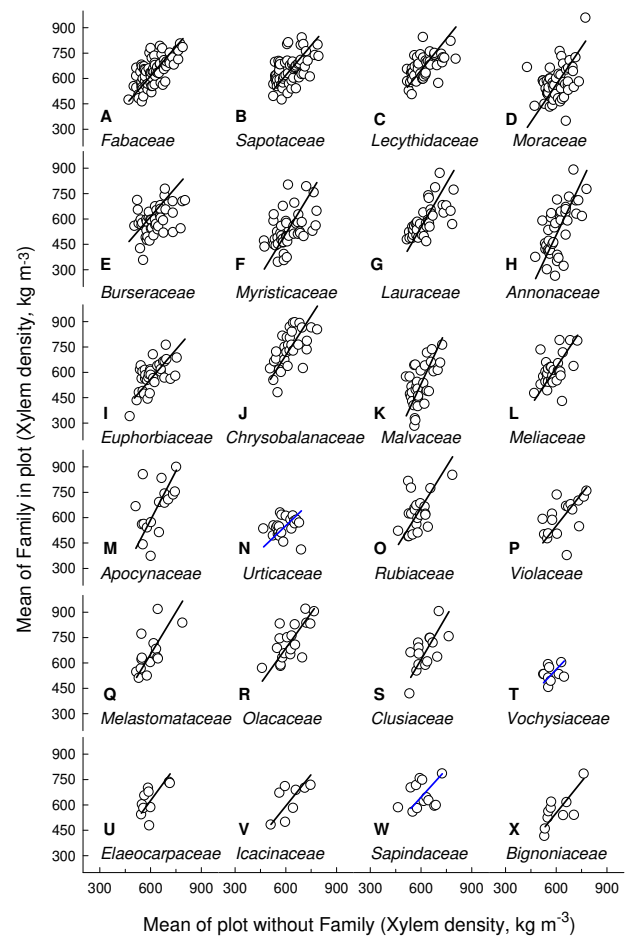 900
750
600
450
300
A
B
C
D
Fabaceae
Sapotaceae
Lecythidaceae
Moraceae
900
750
600
450
300
E
F
G
H
Burseraceae
Myristicaceae
Lauraceae
Annonaceae
900
750
600
450
300
I
J
K
L
Euphorbiaceae
Chrysobalanaceae
Malvaceae
Meliaceae
900
750
600
450
300
M
N
O
P
Apocynaceae
Urticaceae
Rubiaceae
Violaceae
900
750
600
450
300
Q
R
S
T
Melastomataceae
Olacaceae
Clusiaceae
Vochysiaceae
900
750
600
450
300
U
V
W
X
Elaeocarpaceae
Icacinaceae
Sapindaceae
Bignoniaceae
300 600 900 300 600 900 300 600 900 300 600 900
Mean of Family in plot (Xylem density, kg m-3)
Mean of plot without Family (Xylem density, kg m-3)